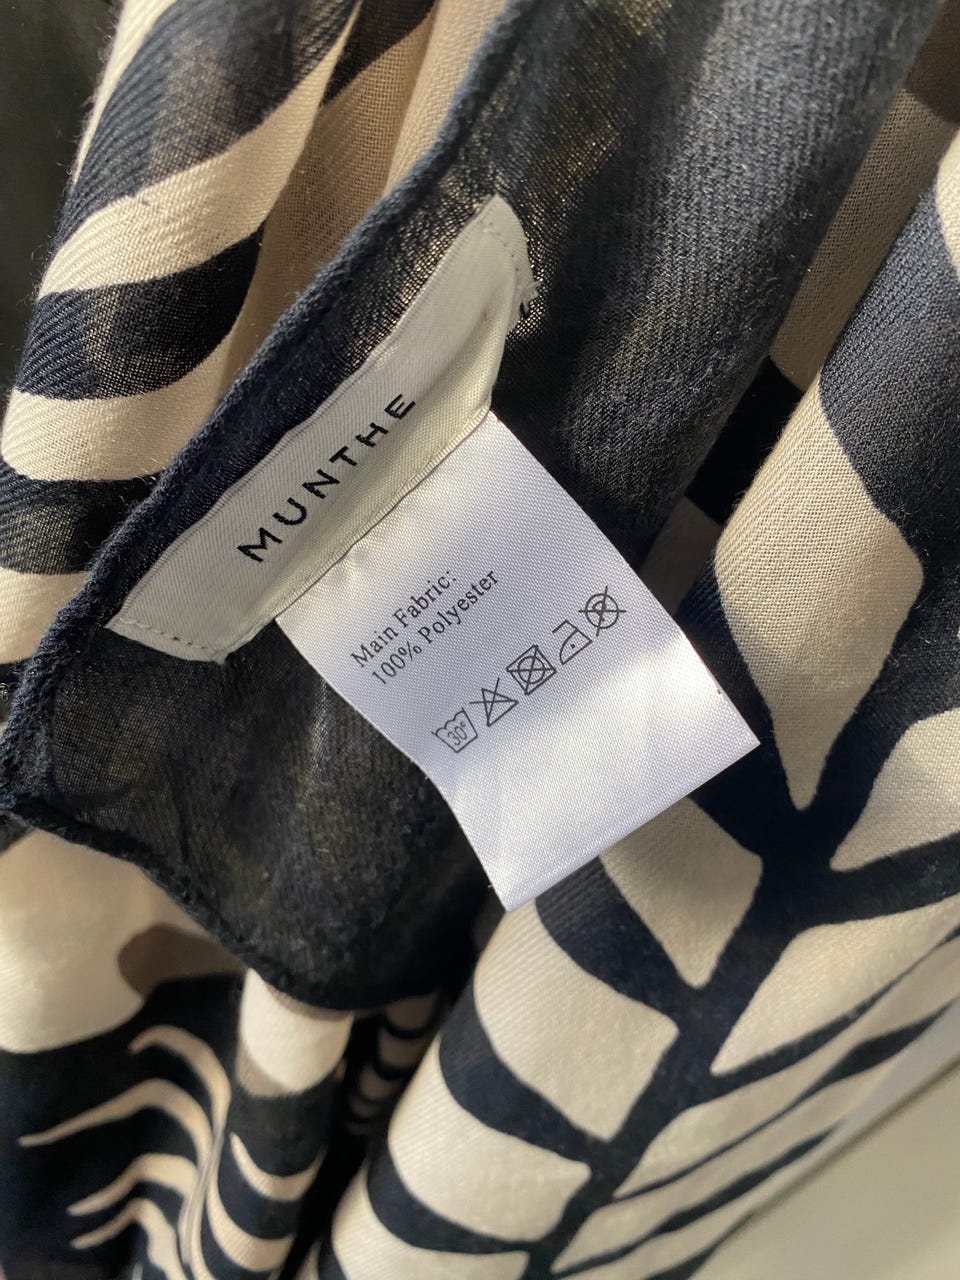 MUNTHE
Main Fabric:
100% Polyester
30° P